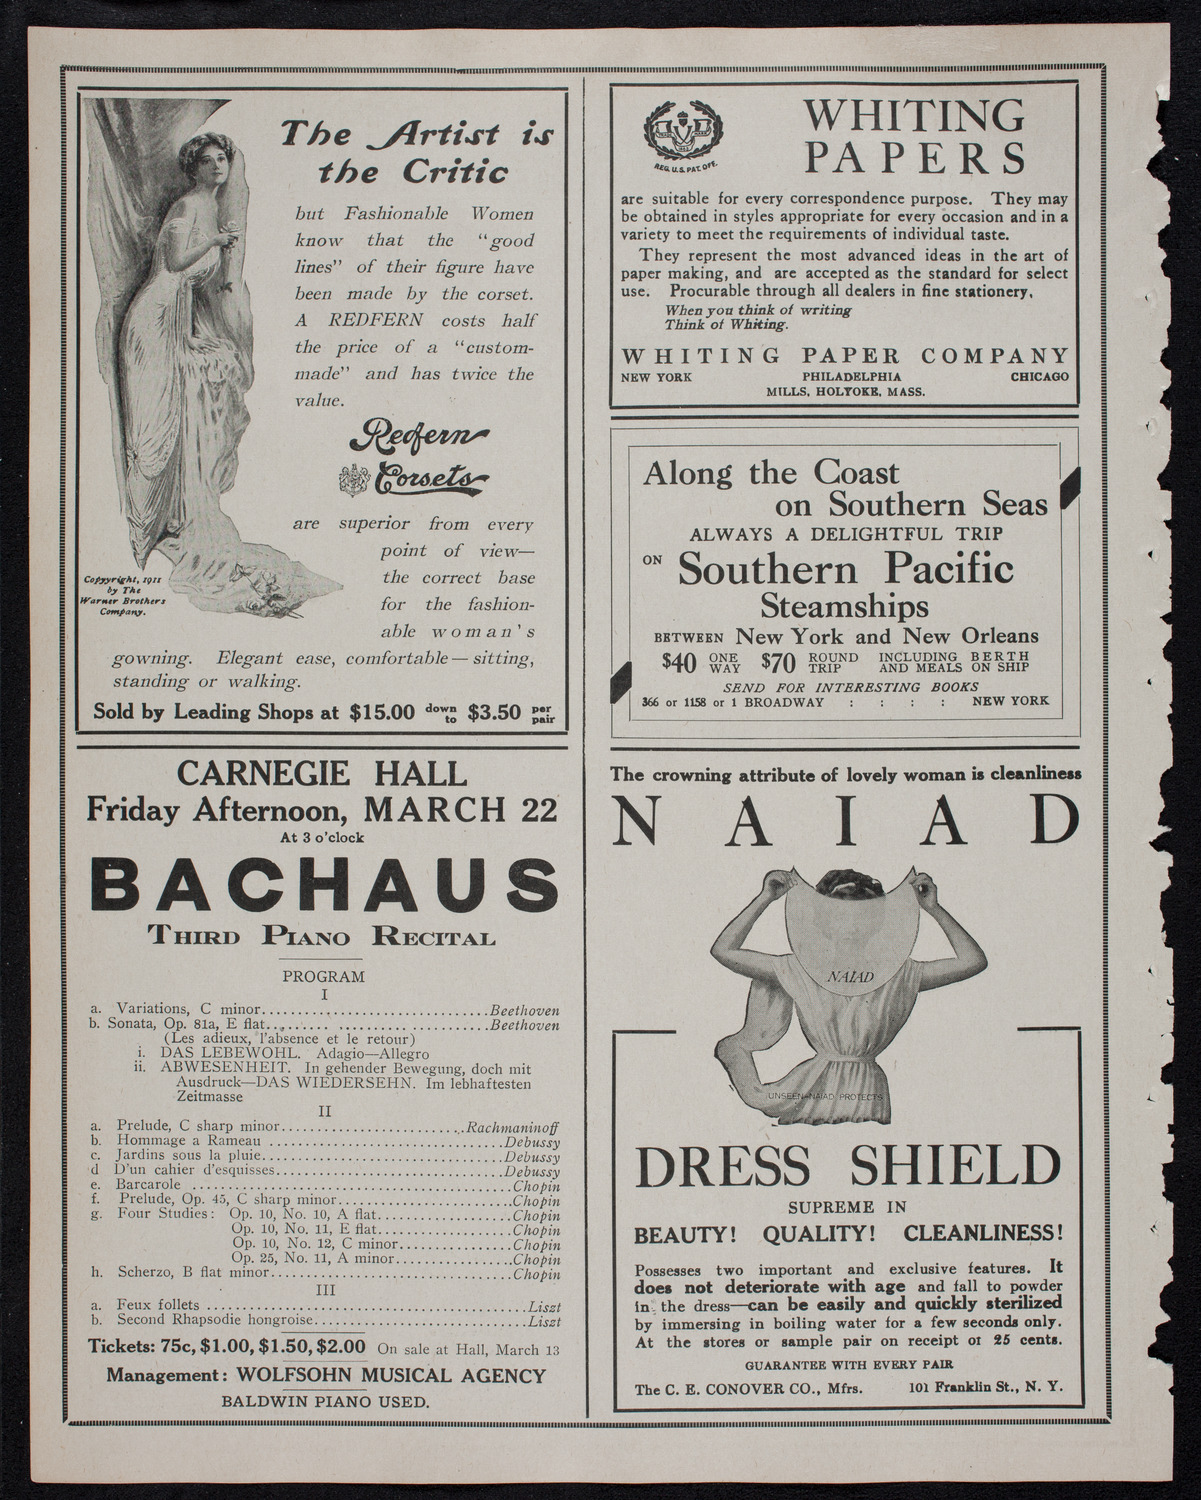 The Artist is
the Critic
but Fashionable Women
know that the "good
lines" of their figure have
been made by the corset.
A REDFERN costs half
the price of a "custom-
made" and has twice the
value.
Redfern
Corsets
are superior from every
point of view—
the correct base
for the fashion-
able woman's
gowning. Elegant ease, comfortable—sitting,
standing or walking.
Copyright, 1911
by The
Warner Brothers
Company.
Sold by Leading Shops at $15.00 down to $3.50 per pair
CARNEGIE HALL
Friday Afternoon, MARCH 22
At 3 o'clock
BACHAUS
THIRD PIANO RECITAL
PROGRAM
I
a. Variations, C minor..............................Beethoven
b. Sonata, Op. 81a, E flat..............................Beethoven
(Les adieux, l'absence et le retour)
i. DAS LEBEWOHL. Adagio—Allegro
ii. ABWESENHEIT. In gehender Bewegung, doch mit
Ausdruck—DAS WIEDERSEHN. Im lebhaftesten
Zeitmasse
II
a. Prelude, C sharp minor..............................Rachmaninoff
b. Hommage a Rameau ..............................Debussy
c. Jardins sous la pluie..............................Debussy
d D'un cahier d'esquisses..............................Debussy
e. Barcarole ..............................Chopin
f. Prelude, Op. 45, C sharp minor..............................Chopin
g. Four Studies: Op. 10, No. 10, A flat....................Chopin
Op. 10, No. 11, E flat....................Chopin
Op. 10, No. 12, C minor....................Chopin
Op. 25, No. 11, A minor....................Chopin
h. Scherzo, B flat minor..............................Chopin
III
a. Feux follets ..............................Liszt
b. Second Rhapsodie hongroise..............................Liszt
Tickets: 75c, $1.00, $1.50, $2.00 On sale at Hall, March 13
Management: WOLFSOHN MUSICAL AGENCY
BALDWIN PIANO USED.
REG. U.S. PAT. OFF.
WHITING
PAPERS
are suitable for every correspondence purpose. They may
be obtained in styles appropriate for every occasion and in a
variety to meet the requirements of individual taste.
They represent the most advanced ideas in the art of
paper making, and are accepted as the standard for select
use. Procurable through all dealers in fine stationery.
When you think of writing
Think of Whiting.
WHITING PAPER COMPANY
NEW YORK PHILADELPHIA CHICAGO
MILLS, HOLYOKE, MASS.
Along the Coast
on Southern Seas
ALWAYS A DELIGHTFUL TRIP
ON Southern Pacific
Steamships
BETWEEN New York and New Orleans
$40 ONE WAY $70 ROUND TRIP INCLUDING BERTH AND MEALS ON SHIP
SEND FOR INTERESTING BOOKS
366 or 1158 or 1 BROADWAY : : : : NEW YORK
The crowning attribute of lovely woman is cleanliness
NAIAD
NAIAD
UNSEEN-NAIAD PROTECTS
DRESS SHIELD
SUPREME IN
BEAUTY! QUALITY! CLEANLINESS!
Possesses two important and exclusive features. It
does not deteriorate with age and fall to powder
in the dress—can be easily and quickly sterilized
by immersing in boiling water for a few seconds only.
At the stores or sample pair on receipt of 25 cents.
GUARANTEE WITH EVERY PAIR
The C. E. CONOVER CO., Mfrs. 101 Franklin St., N. Y.